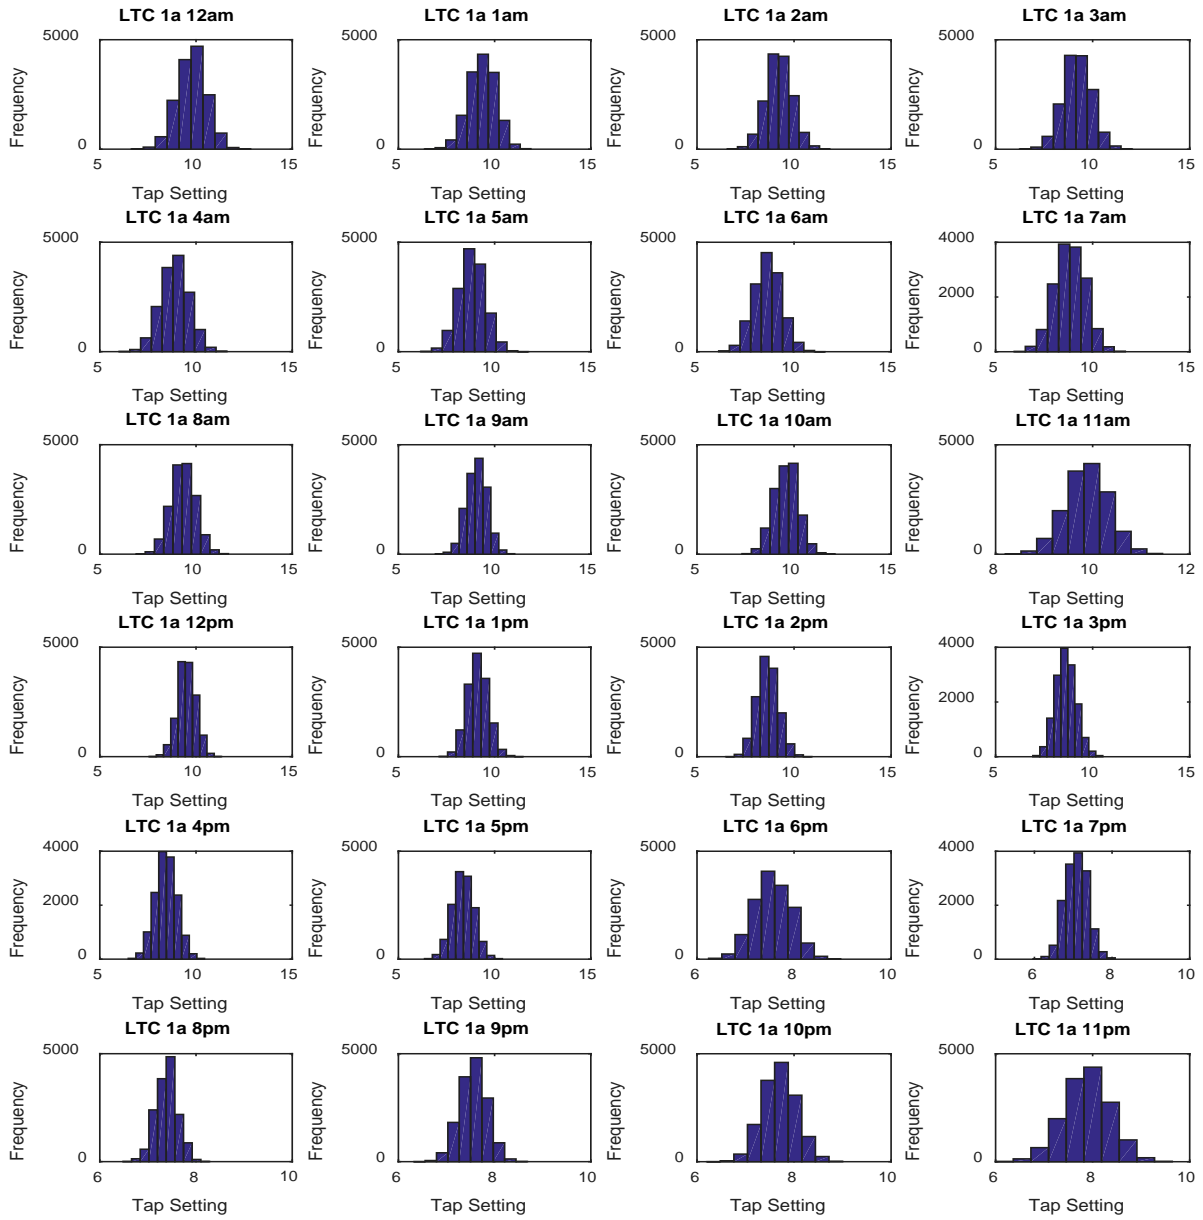 LTC 1a 12am LTC 1a 1am LTC 1a 2am LTC 1a 3am
5000 5000 5000 5000
Frequency Frequency Frequency Frequency
0 0 0 0
5 10 15 5 10 15 5 10 15 5 10 15
Tap Setting Tap Setting Tap Setting Tap Setting
LTC 1a 4am LTC 1a 5am LTC 1a 6am LTC 1a 7am
5000 5000 5000 4000
2000
Frequency Frequency Frequency Frequency
0 0 0 0
5 10 15 5 10 15 5 10 15 5 10 15
Tap Setting Tap Setting Tap Setting Tap Setting
LTC 1a 8am LTC 1a 9am LTC 1a 10am LTC 1a 11am
5000 5000 5000 5000
Frequency Frequency Frequency Frequency
0 0 0 0
5 10 15 5 10 15 5 10 15 8 10 12
Tap Setting Tap Setting Tap Setting Tap Setting
LTC 1a 12pm LTC 1a 1pm LTC 1a 2pm LTC 1a 3pm
5000 5000 5000 4000
2000
Frequency Frequency Frequency Frequency
0 0 0 0
5 10 15 5 10 15 5 10 15 5 10 15
Tap Setting Tap Setting Tap Setting Tap Setting
LTC 1a 4pm LTC 1a 5pm LTC 1a 6pm LTC 1a 7pm
4000 5000 5000 4000
2000 2000
Frequency Frequency Frequency Frequency
0 0 0 0
5 10 15 5 10 15 6 8 10 6 8 10
Tap Setting Tap Setting Tap Setting Tap Setting
LTC 1a 8pm LTC 1a 9pm LTC 1a 10pm LTC 1a 11pm
5000 5000 5000 5000
Frequency Frequency Frequency Frequency
0 0 0 0
6 8 10 6 8 10 6 8 10 6 8 10
Tap Setting Tap Setting Tap Setting Tap Setting